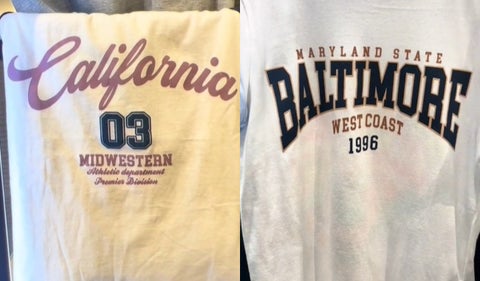 California
03
MIDWESTERN
Athletic department
Premier Division
MARYLAND STATE
BALTIMORE
WEST COAST
1996